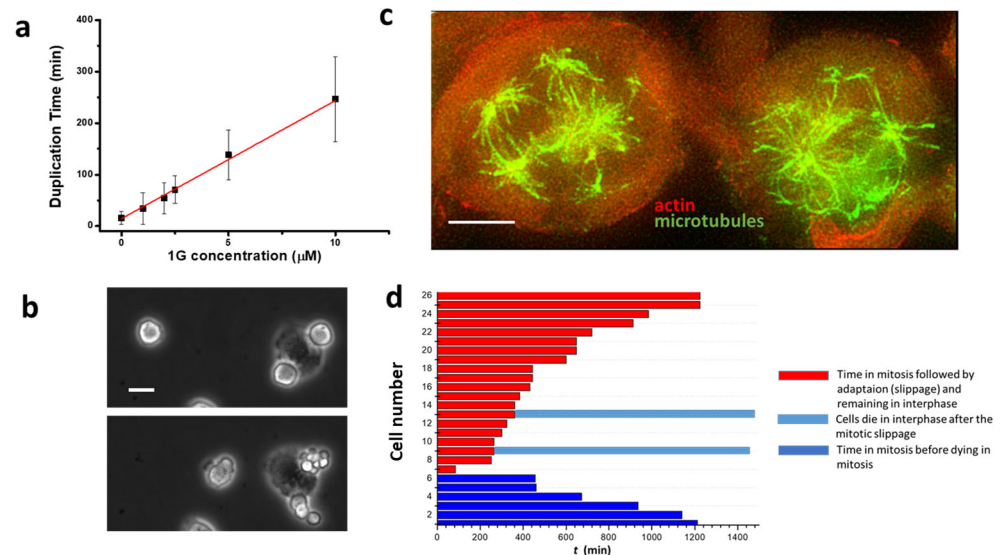 a
Duplication Time (min)
400
300
200
100
0
0
5
10
1G concentration (μM)
b
c
actin
microtubules
d
Cell number
26
24
22
20
18
16
14
12
10
8
6
4
2
0
200
400
600
800
1000
1200
1400
t (min)
Time in mitosis followed by
adaptaion (slippage) and
remaining in interphase
Cells die in interphase after the
mitotic slippage
Time in mitosis before dying in
mitosis